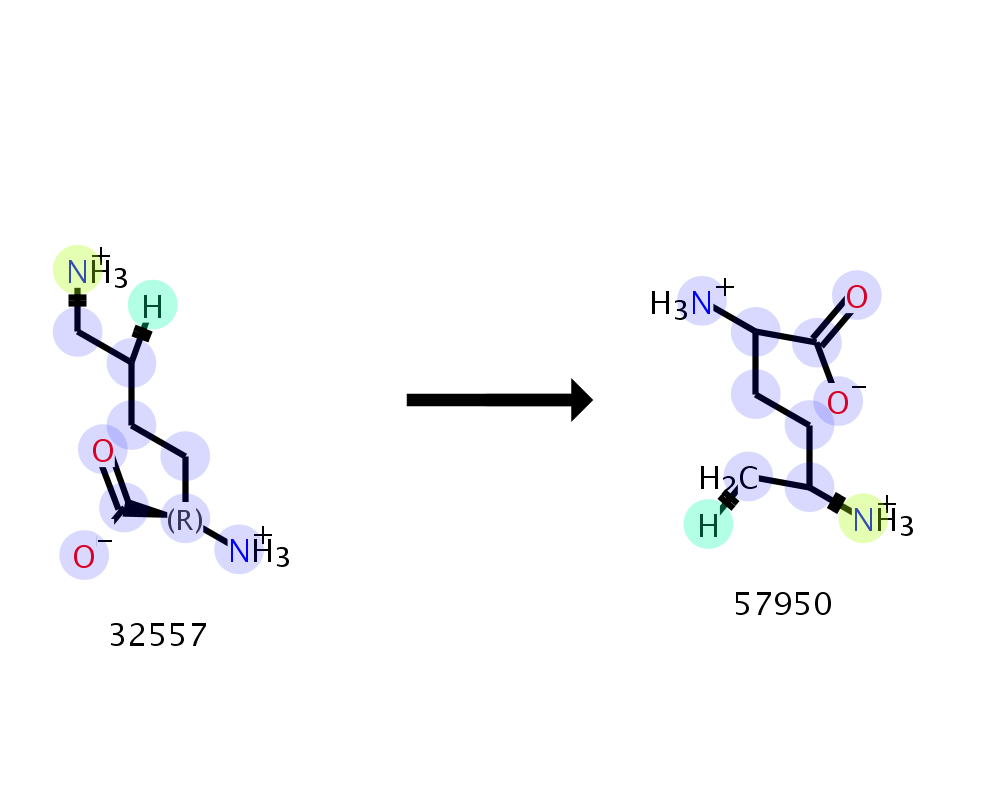 NH3+
H
O
O−
(R)
NH3+
32557
H3N+
O
O−
H2C
H
NH3+
57950